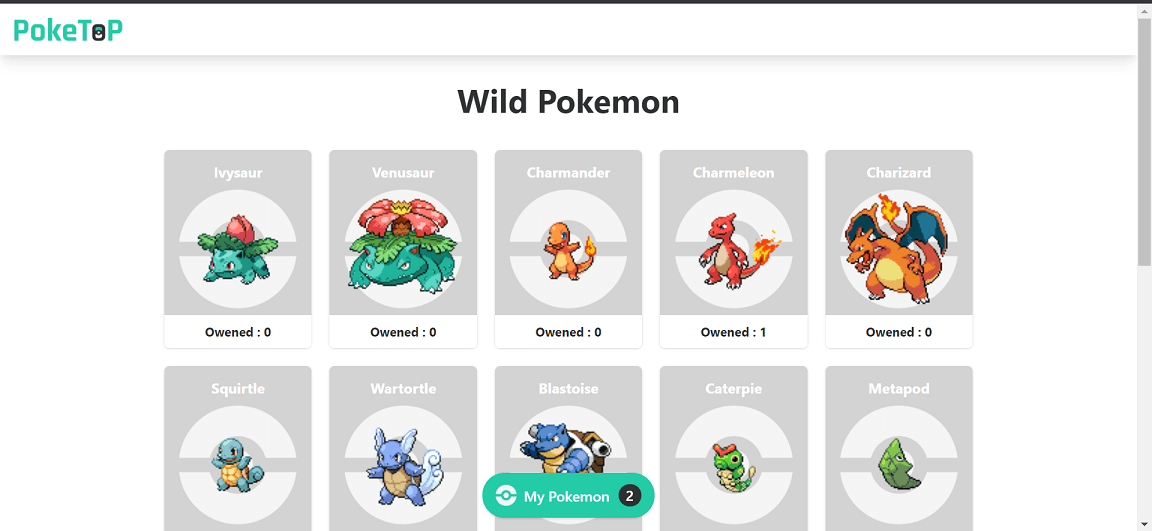 PokeToP
Wild Pokemon
Ivysaur
Venusaur
Charmander
Charmeleon
Charizard
Owened : 0
Owened : 0
Owened : 0
Owened : 1
Owened : 0
Squirtle
Wartortle
Blastoise
Caterpie
Metapod
My Pokemon 2